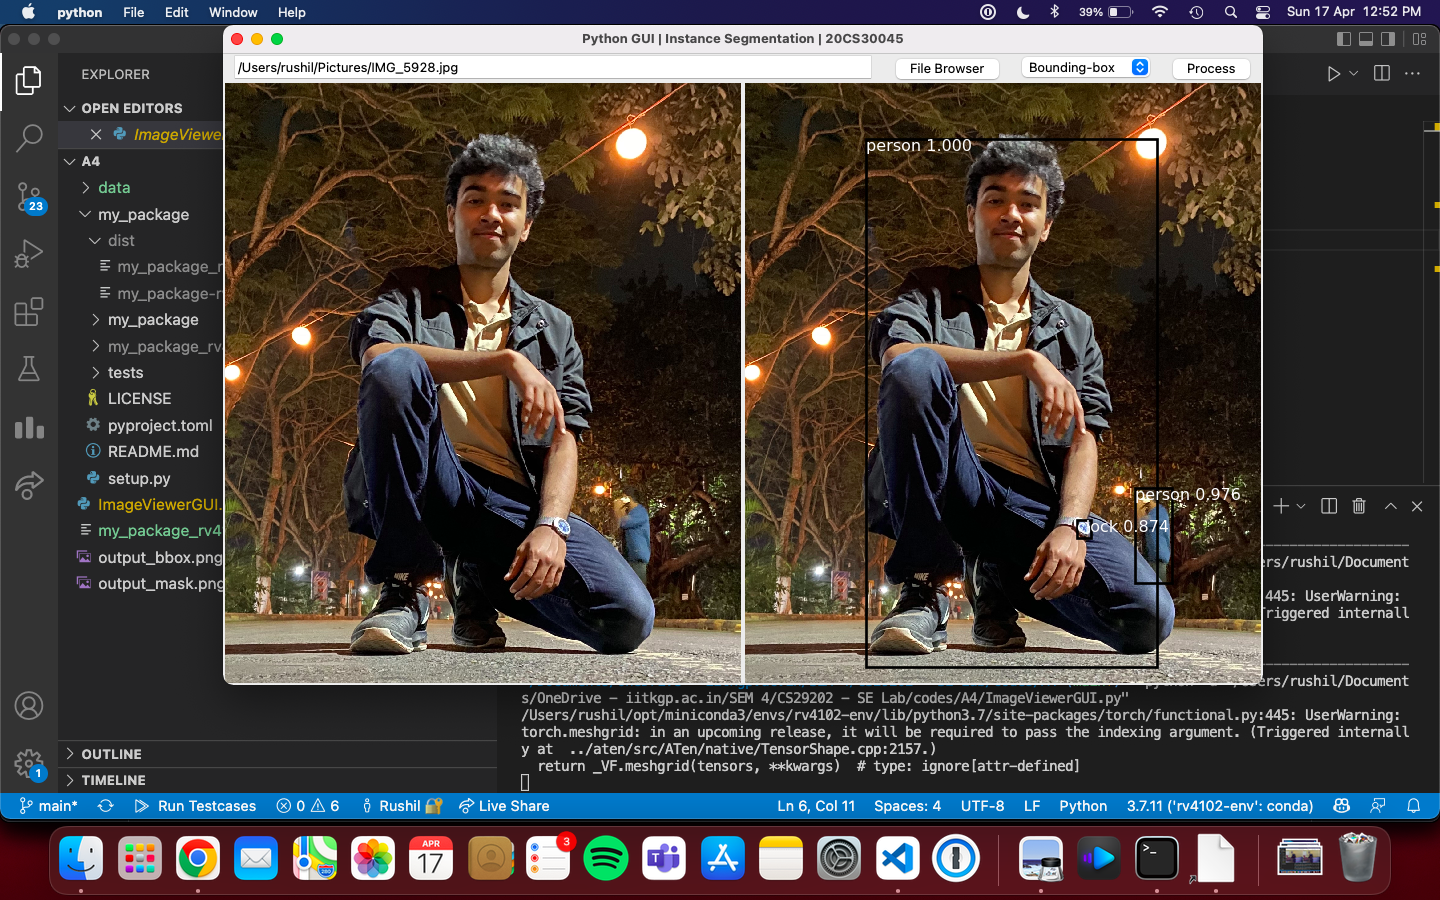 python File Edit Window Help
39% Sun 17 Apr 12:52 PM
Python GUI | Instance Segmentation | 20CS30045
/Users/rushil/Pictures/IMG_5928.jpg File Browser Bounding-box Process
EXPLORER
OPEN EDITORS
ImageViewe
A4
data
my_package
dist
my_package_r
my_package-r
my_package
my_package_rv
tests
LICENSE
pyproject.toml
README.md
setup.py
ImageViewerGUI.
my_package_rv4
output_bbox.png
output_mask.png
OUTLINE
TIMELINE
23
1
person 1.000
person 0.976
clock 0.874
NIKE
ers/rushil/Document
445: UserWarning:
Triggered internall
ers/rushil/Document
s/OneDrive - iitkgp.ac.in/SEM 4/CS29202 - SE Lab/codes/A4/ImageViewerGUI.py"
/Users/rushil/opt/miniconda3/envs/rv4102-env/lib/python3.7/site-packages/torch/functional.py:445: UserWarning:
torch.meshgrid: in an upcoming release, it will be required to pass the indexing argument. (Triggered internall
y at ../aten/src/ATen/native/TensorShape.cpp:2157.)
return _VF.meshgrid(tensors, **kwargs) # type: ignore[attr-defined]
main* Run Testcases 0 6 Rushil Live Share Ln 6, Col 11 Spaces: 4 UTF-8 LF Python 3.7.11 ('rv4102-env': conda)
APR
17
3
280